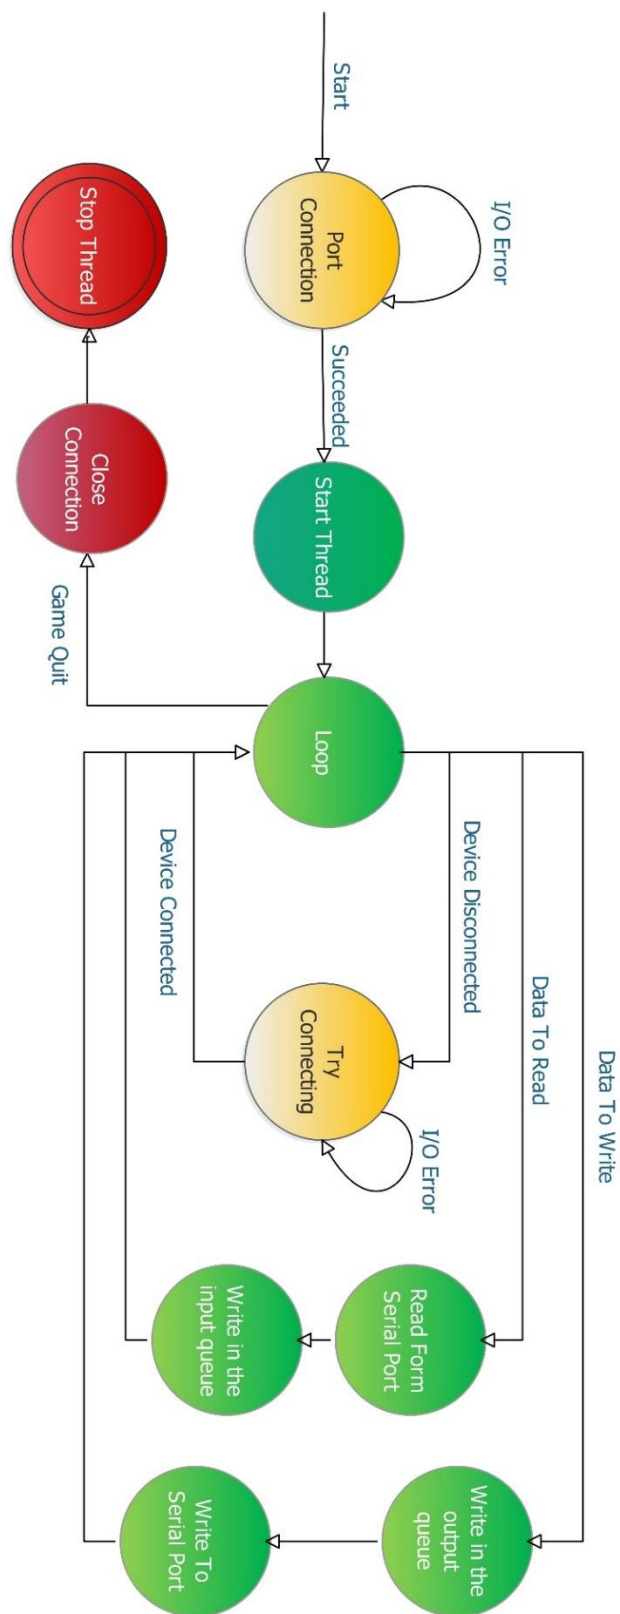 Start
I/O Error
Port
Connection
Succeeded
Start Thread
Loop
Device Disconnected
Data To Read
Data To Write
Try
Connecting
I/O Error
Device Connected
Read Form
Serial Port
Write in the
input queue
Write in the
output
queue
Write To
Serial Port
Game Quit
Close
Connection
Stop Thread